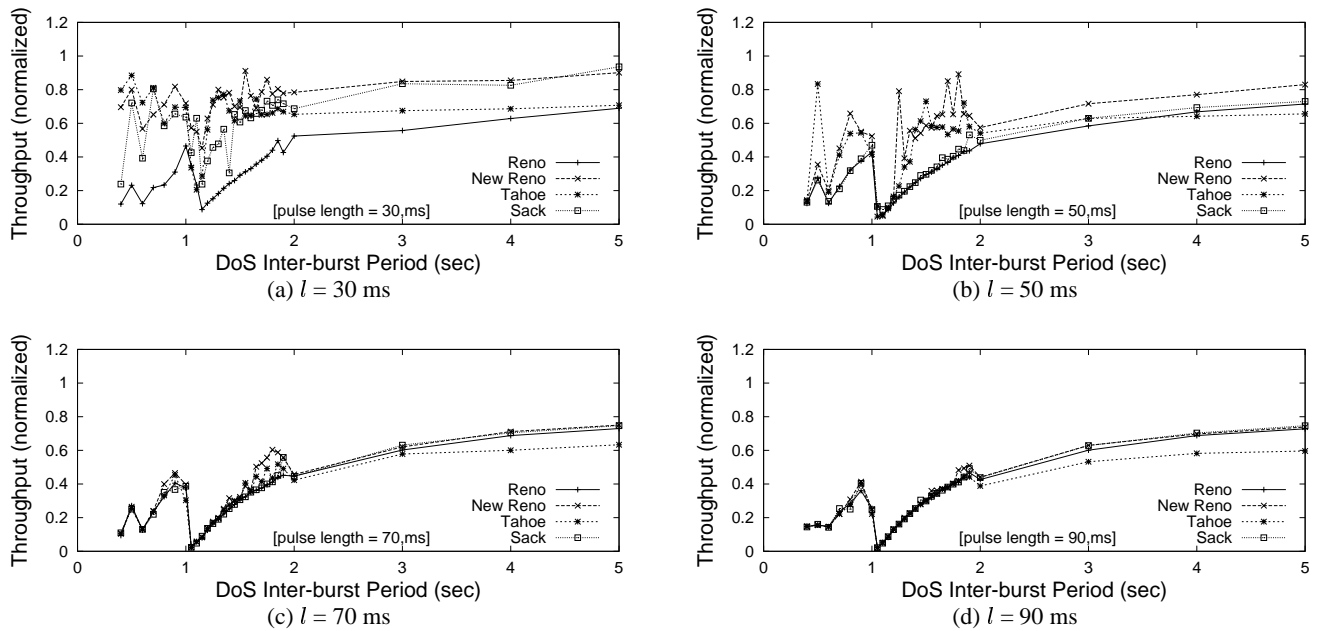 Throughput (normalized)
1.2
1
0.8
0.6
0.4
0.2
0
Reno
New Reno
Tahoe
Sack
[pulse length = 30 ms]
0 1 2 3 4 5
DoS Inter-burst Period (sec)
(a) l = 30 ms
Throughput (normalized)
1.2
1
0.8
0.6
0.4
0.2
0
Reno
New Reno
Tahoe
Sack
[pulse length = 50 ms]
0 1 2 3 4 5
DoS Inter-burst Period (sec)
(b) l = 50 ms
Throughput (normalized)
1.2
1
0.8
0.6
0.4
0.2
0
Reno
New Reno
Tahoe
Sack
[pulse length = 70 ms]
0 1 2 3 4 5
DoS Inter-burst Period (sec)
(c) l = 70 ms
Throughput (normalized)
1.2
1
0.8
0.6
0.4
0.2
0
Reno
New Reno
Tahoe
Sack
[pulse length = 90 ms]
0 1 2 3 4 5
DoS Inter-burst Period (sec)
(d) l = 90 ms